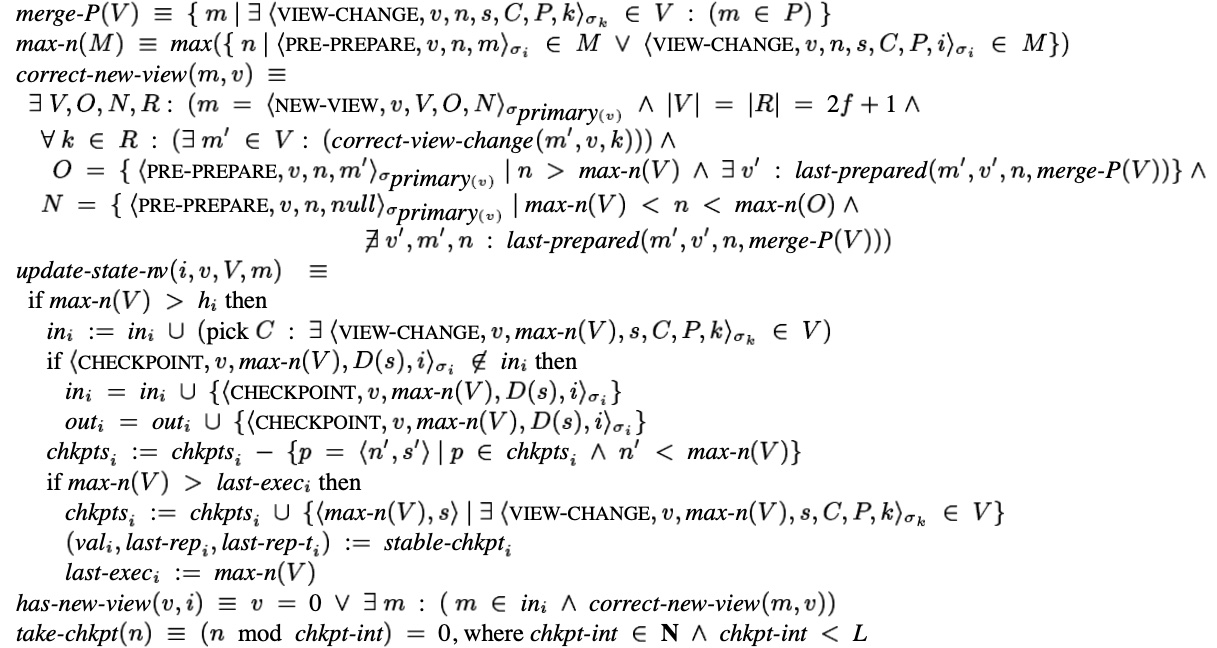 merge-P(V) ≡ { m | ∃ ⟨VIEW-CHANGE, v, n, s, C, P, k⟩σₖ ∈ V : (m ∈ P) }
max-n(M) ≡ max({ n | ⟨PRE-PREPARE, v, n, m⟩σᵢ ∈ M ∨ ⟨VIEW-CHANGE, v, n, s, C, P, i⟩σᵢ ∈ M})
correct-new-view(m, v) ≡
∃ V, O, N, R : (m = ⟨NEW-VIEW, v, V, O, N⟩σprimary(v) ∧ |V| = |R| = 2f + 1 ∧
∀ k ∈ R : (∃ m′ ∈ V : (correct-view-change(m′, v, k))) ∧
O = { ⟨PRE-PREPARE, v, n, m′⟩σprimary(v) | n > max-n(V) ∧ ∃ v′ : last-prepared(m′, v′, n, merge-P(V))} ∧
N = { ⟨PRE-PREPARE, v, n, null⟩σprimary(v) | max-n(V) < n < max-n(O) ∧
∄ v′, m′, n : last-prepared(m′, v′, n, merge-P(V)))
update-state-nv(i, v, V, m) ≡
if max-n(V) > hᵢ then
inᵢ := inᵢ ∪ (pick C : ∃ ⟨VIEW-CHANGE, v, max-n(V), s, C, P, k⟩σₖ ∈ V)
if ⟨CHECKPOINT, v, max-n(V), D(s), i⟩σᵢ ∉ inᵢ then
inᵢ = inᵢ ∪ {⟨CHECKPOINT, v, max-n(V), D(s), i⟩σᵢ}
outᵢ = outᵢ ∪ {⟨CHECKPOINT, v, max-n(V), D(s), i⟩σᵢ}
chkptsᵢ := chkptsᵢ − {p = ⟨n′, s′⟩ | p ∈ chkptsᵢ ∧ n′ < max-n(V)}
if max-n(V) > last-execᵢ then
chkptsᵢ := chkptsᵢ ∪ {⟨max-n(V), s⟩ | ∃ ⟨VIEW-CHANGE, v, max-n(V), s, C, P, k⟩σₖ ∈ V}
(valᵢ, last-repᵢ, last-rep-tᵢ) := stable-chkptᵢ
last-execᵢ := max-n(V)
has-new-view(v, i) ≡ v = 0 ∨ ∃ m : ( m ∈ inᵢ ∧ correct-new-view(m, v))
take-chkpt(n) ≡ (n mod chkpt-int) = 0, where chkpt-int ∈ N ∧ chkpt-int < L